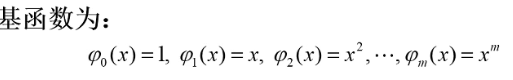 基函数为：
φ₀(x)=1, φ₁(x)=x, φ₂(x)=x², ⋯, φₘ(x)=xᵐ